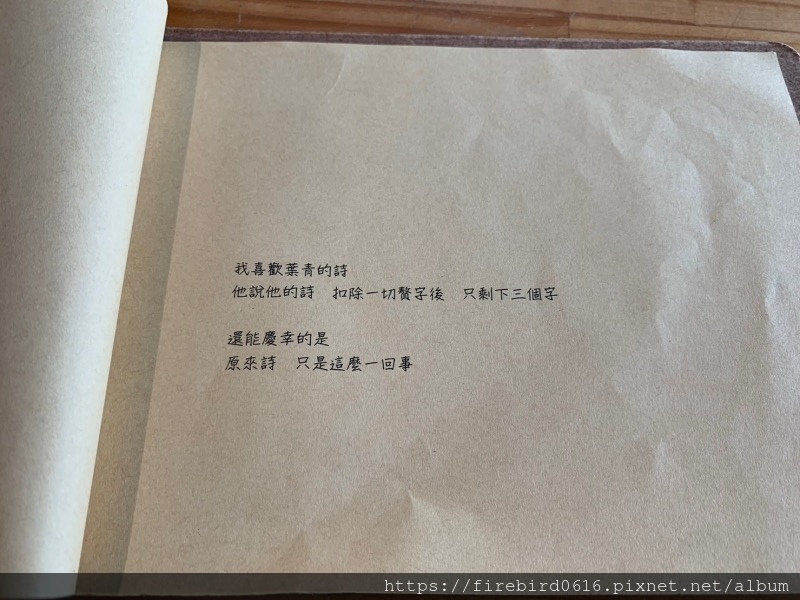 我喜歡葉青的詩
他說他的詩　扣除一切贅字後　只剩下三個字
還能慶幸的是
原來詩　只是這麼一回事
https://firebird0616.pixnet.net/album